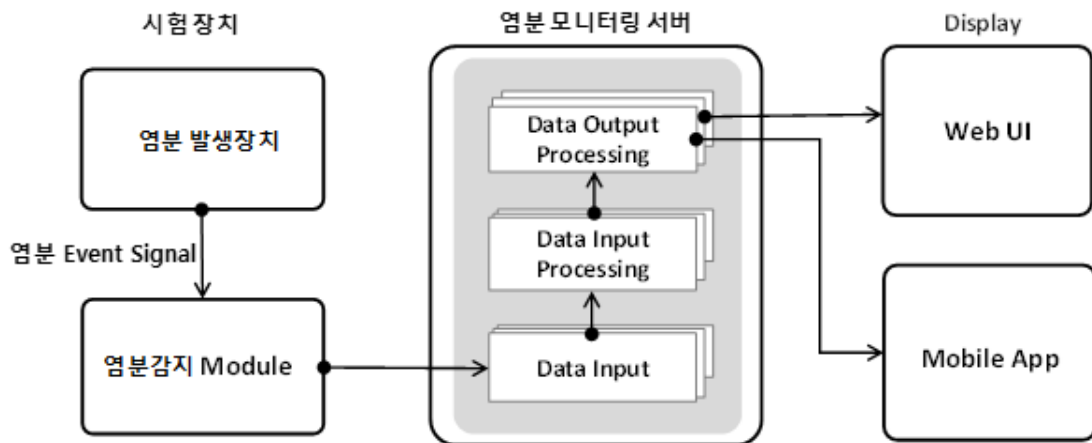 시험 장치
염분 모니터링 서버
Display
염분 발생장치
염분 Event Signal
염분감지 Module
Data Output
Processing
Data Input
Processing
Data Input
Web UI
Mobile App